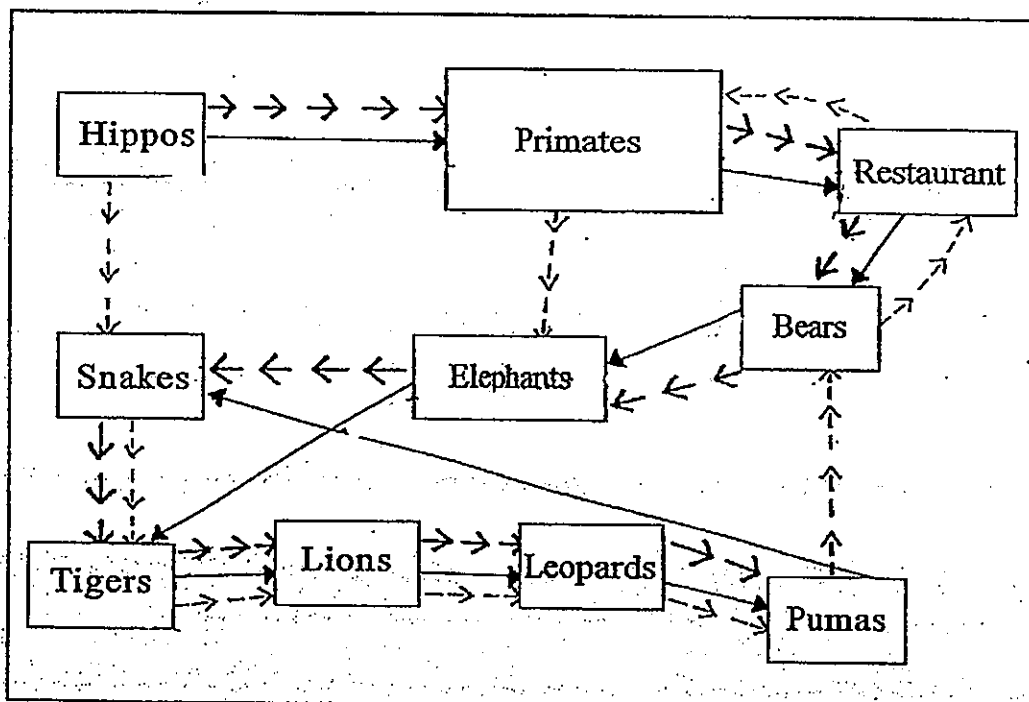 Hippos
Primates
Restaurant
Bears
Snakes
Elephants
Tigers
Lions
Leopards
Pumas